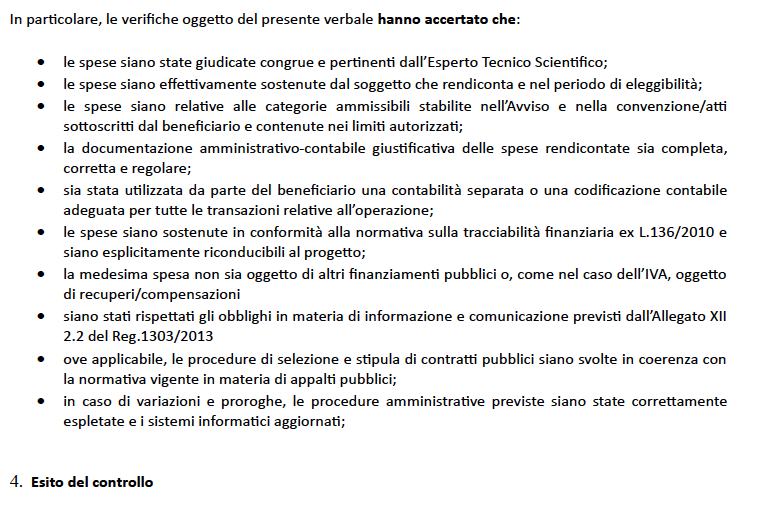 In particolare, le verifiche oggetto del presente verbale hanno accertato che:
• le spese siano state giudicate congrue e pertinenti dall'Esperto Tecnico Scientifico;
• le spese siano effettivamente sostenute dal soggetto che rendiconta e nel periodo di eleggibilità;
• le spese siano relative alle categorie ammissibili stabilite nell'Avviso e nella convenzione/atti
sottoscritti dal beneficiario e contenute nei limiti autorizzati;
• la documentazione amministrativo-contabile giustificativa delle spese rendicontate sia completa,
corretta e regolare;
• sia stata utilizzata da parte del beneficiario una contabilità separata o una codificazione contabile
adeguata per tutte le transazioni relative all'operazione;
• le spese siano sostenute in conformità alla normativa sulla tracciabilità finanziaria ex L.136/2010 e
siano esplicitamente riconducibili al progetto;
• la medesima spesa non sia oggetto di altri finanziamenti pubblici o, come nel caso dell'IVA, oggetto
di recuperi/compensazioni
• siano stati rispettati gli obblighi in materia di informazione e comunicazione previsti dall'Allegato XII
2.2 del Reg.1303/2013
• ove applicabile, le procedure di selezione e stipula di contratti pubblici siano svolte in coerenza con
la normativa vigente in materia di appalti pubblici;
• in caso di variazioni e proroghe, le procedure amministrative previste siano state correttamente
espletate e i sistemi informatici aggiornati;
4. Esito del controllo